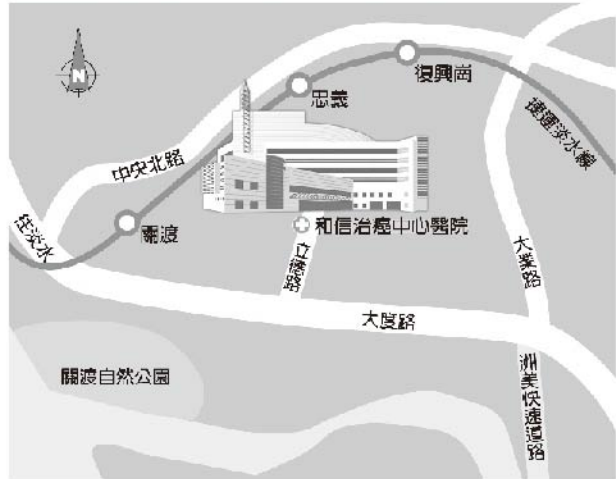 N
復興崗
忠義
捷運淡水線
中央北路
關渡
往淡水
和信治癌中心醫院
立德路
大業路
大度路
關渡自然公園
洲美快速道路